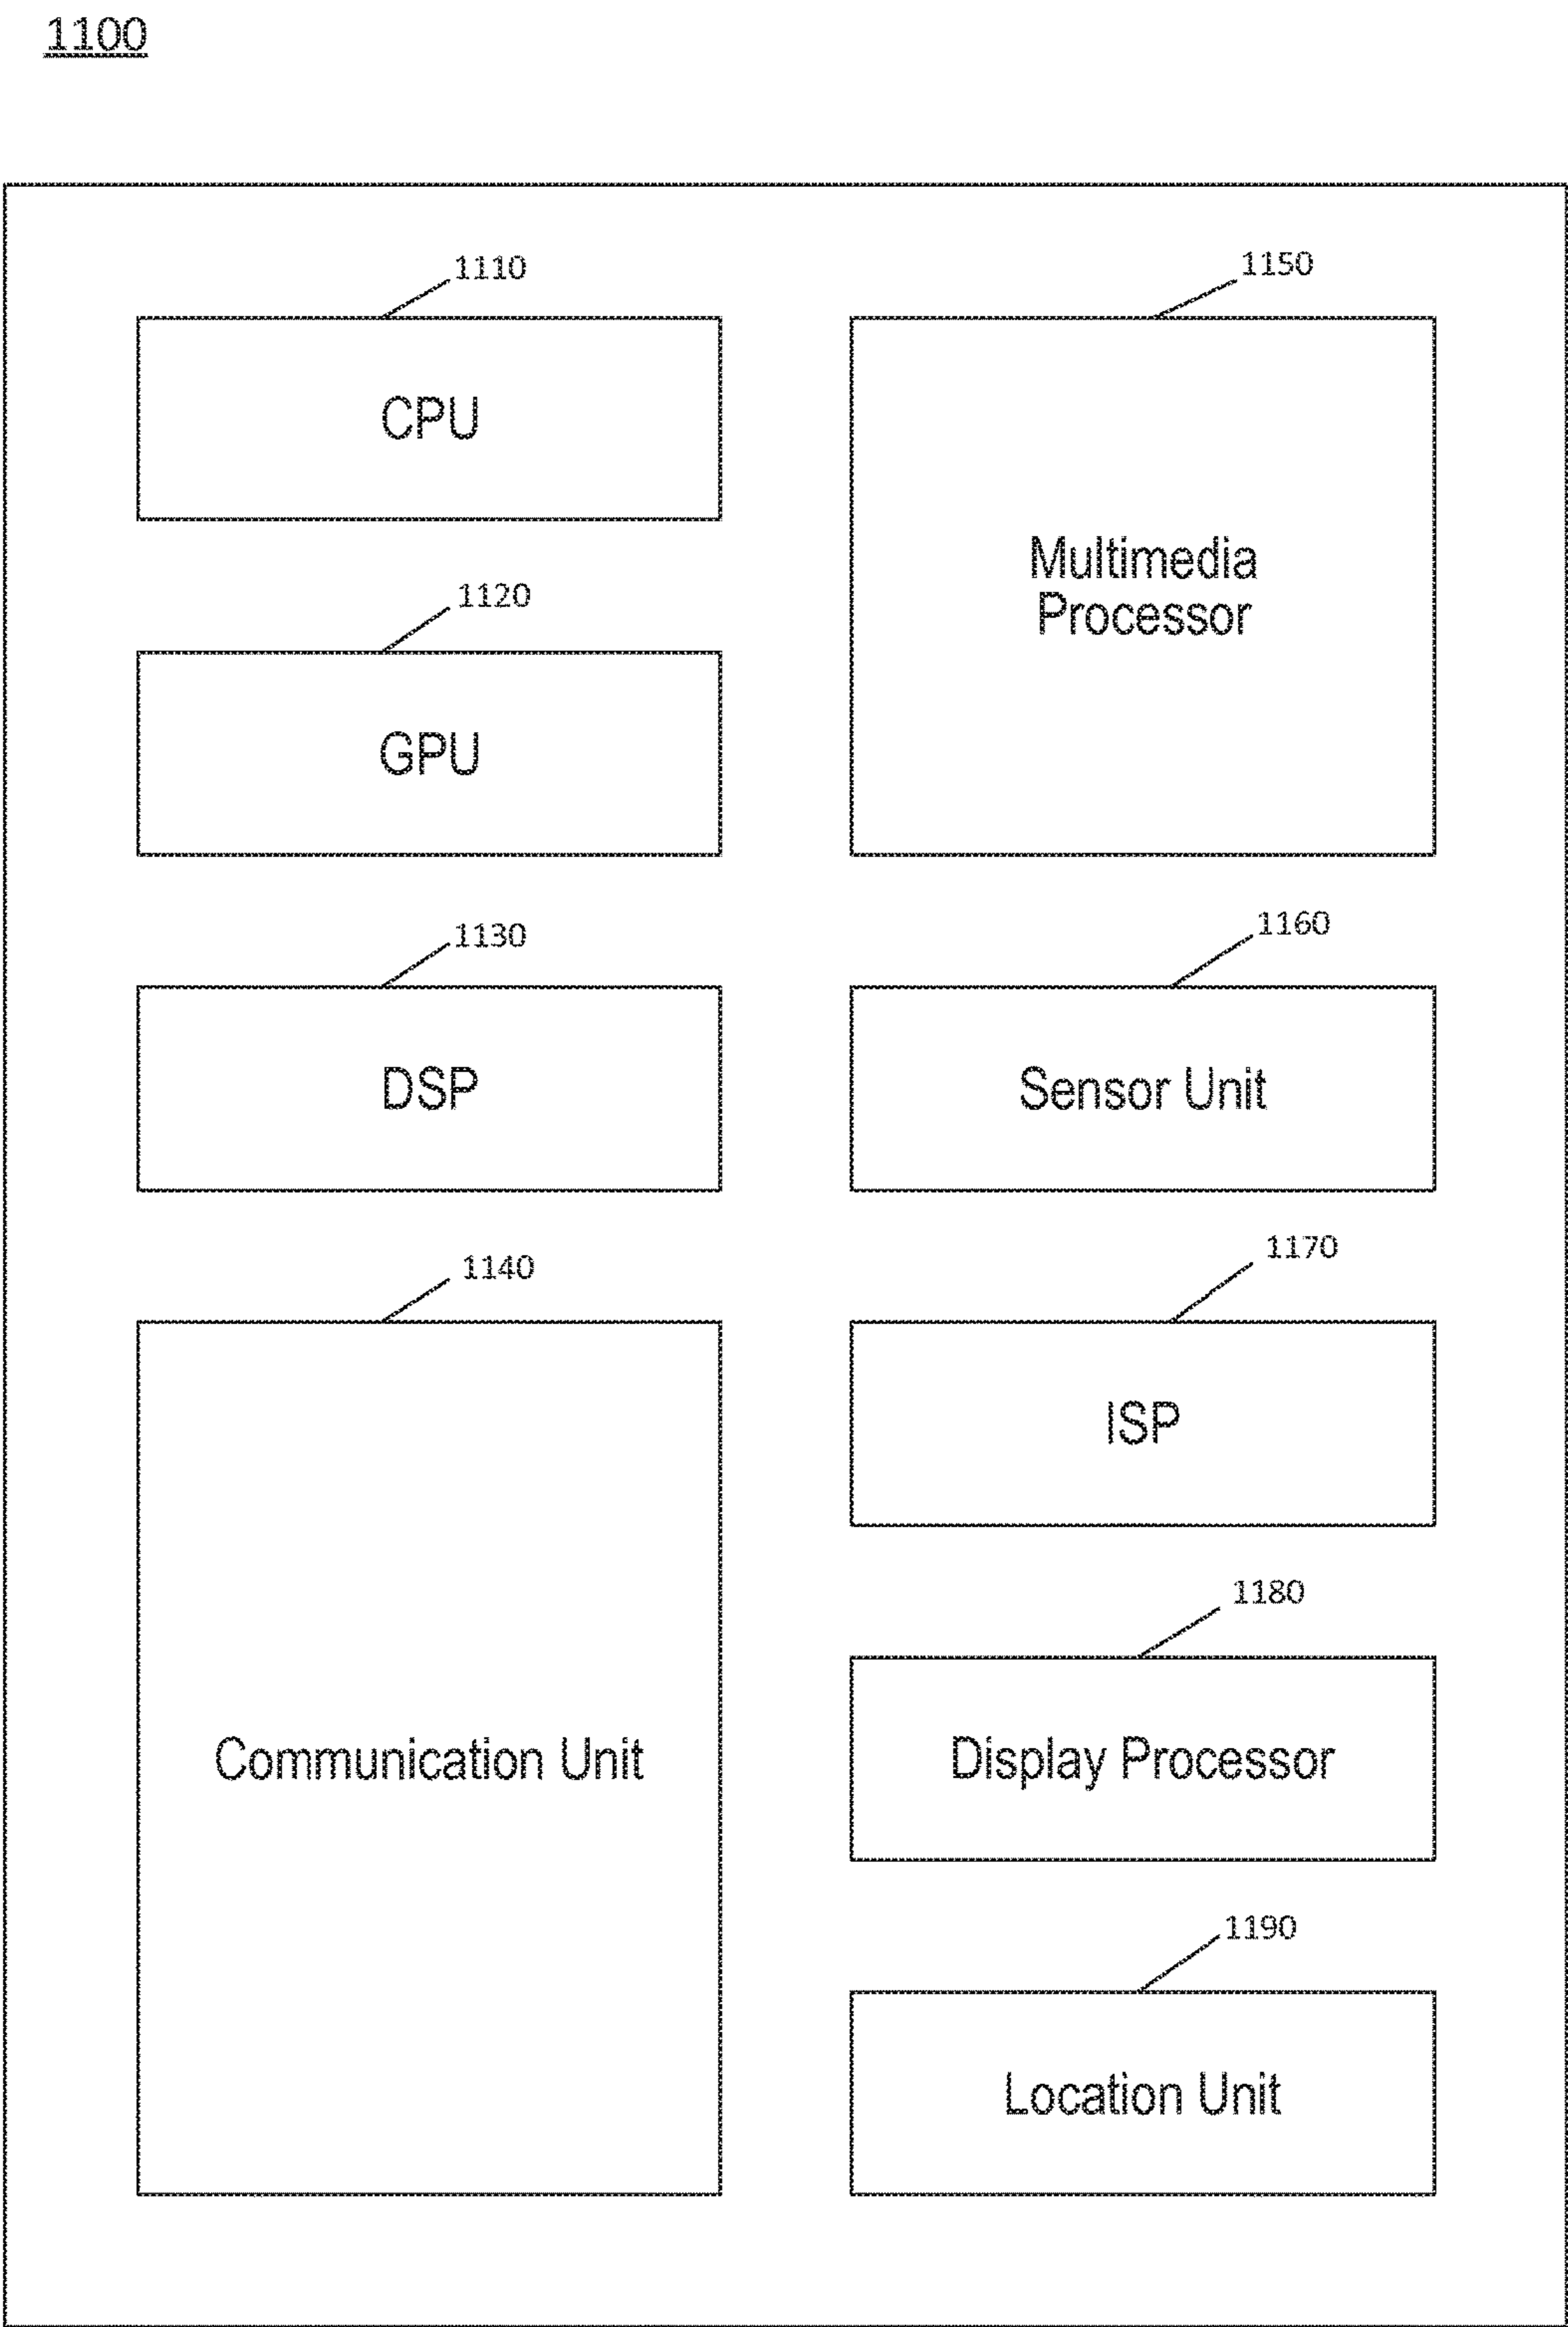 1100
1110
CPU
1120
GPU
1130
DSP
1140
Communication Unit
1150
Multimedia
Processor
1160
Sensor Unit
1170
ISP
1180
Display Processor
1190
Location Unit